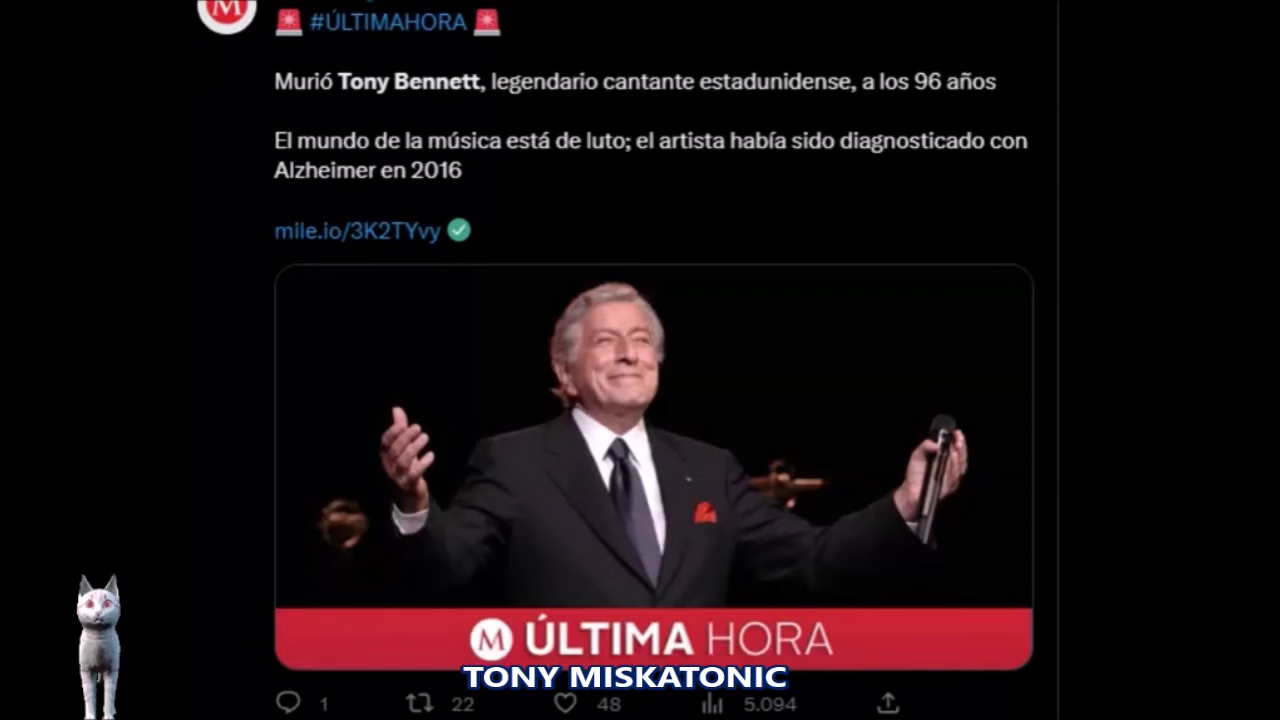 M
#ÚLTIMAHORA
Murió Tony Bennett, legendario cantante estadunidense, a los 96 años
El mundo de la música está de luto; el artista había sido diagnosticado con
Alzheimer en 2016
mile.io/3K2TYvy
M ÚLTIMA HORA
TONY MISKATONIC
1 22 48 5.094